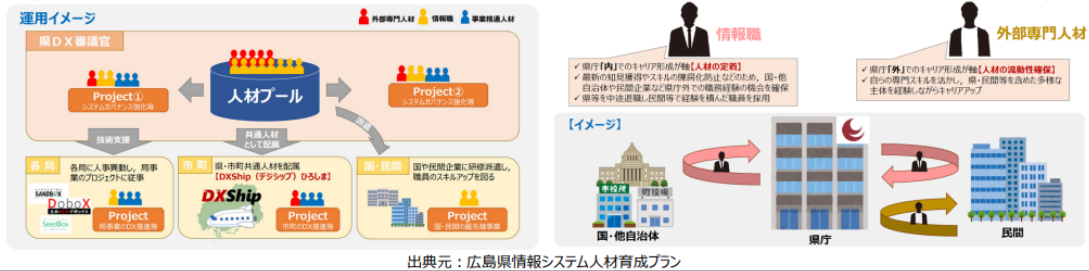 運用イメージ
外部専門人材
情報職
事業精通人材
県DX審議官
Project①
システムガバナンス強化等
人材プール
Project②
システムガバナンス強化等
技術支援
共通人材
として配属
派遣
各局
各局に人事異動し、局事
業のプロジェクトに従事
SANDBOX
DoboX
SeedBox
Project
局事業のDX推進等
市町
県・市町共通人材を配属
【DXShip（デジシップ）ひろしま】
DXShip
Project
市町のDX推進等
国・民間
国や民間企業に研修派遣し、
職員のスキルアップを図る
Project
国・民間の最先端事業等
情報職
✓ 県庁「内」でのキャリア形成が軸【人材の定着】
✓ 最新の知見獲得やスキルの陳腐化防止などのため、国・他
自治体や民間企業など県庁外での職務経験の機会を確保
✓ 県等を中途退職し民間等で経験を積んだ職員を採用
外部専門人材
✓ 県庁「外」でのキャリア形成が軸【人材の流動性確保】
✓ 自らの専門スキルを活かし、県・民間等を含めた多様な
主体を経験しながらキャリアアップ
【イメージ】
市役所
町役場
国・他自治体
県庁
民間
出典元：広島県情報システム人材育成プラン